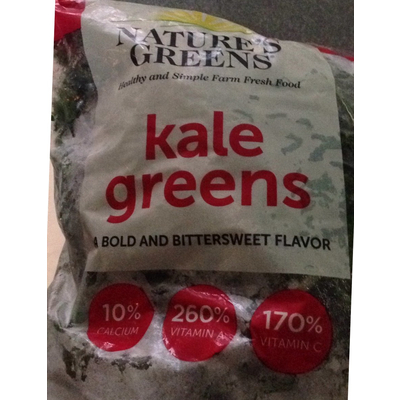 NATURE'S
GREENS
Healthy and Simple Farm Fresh Food
kale
greens
A BOLD AND BITTERSWEET FLAVOR
10%
CALCIUM
260%
VITAMIN A
170%
VITAMIN C